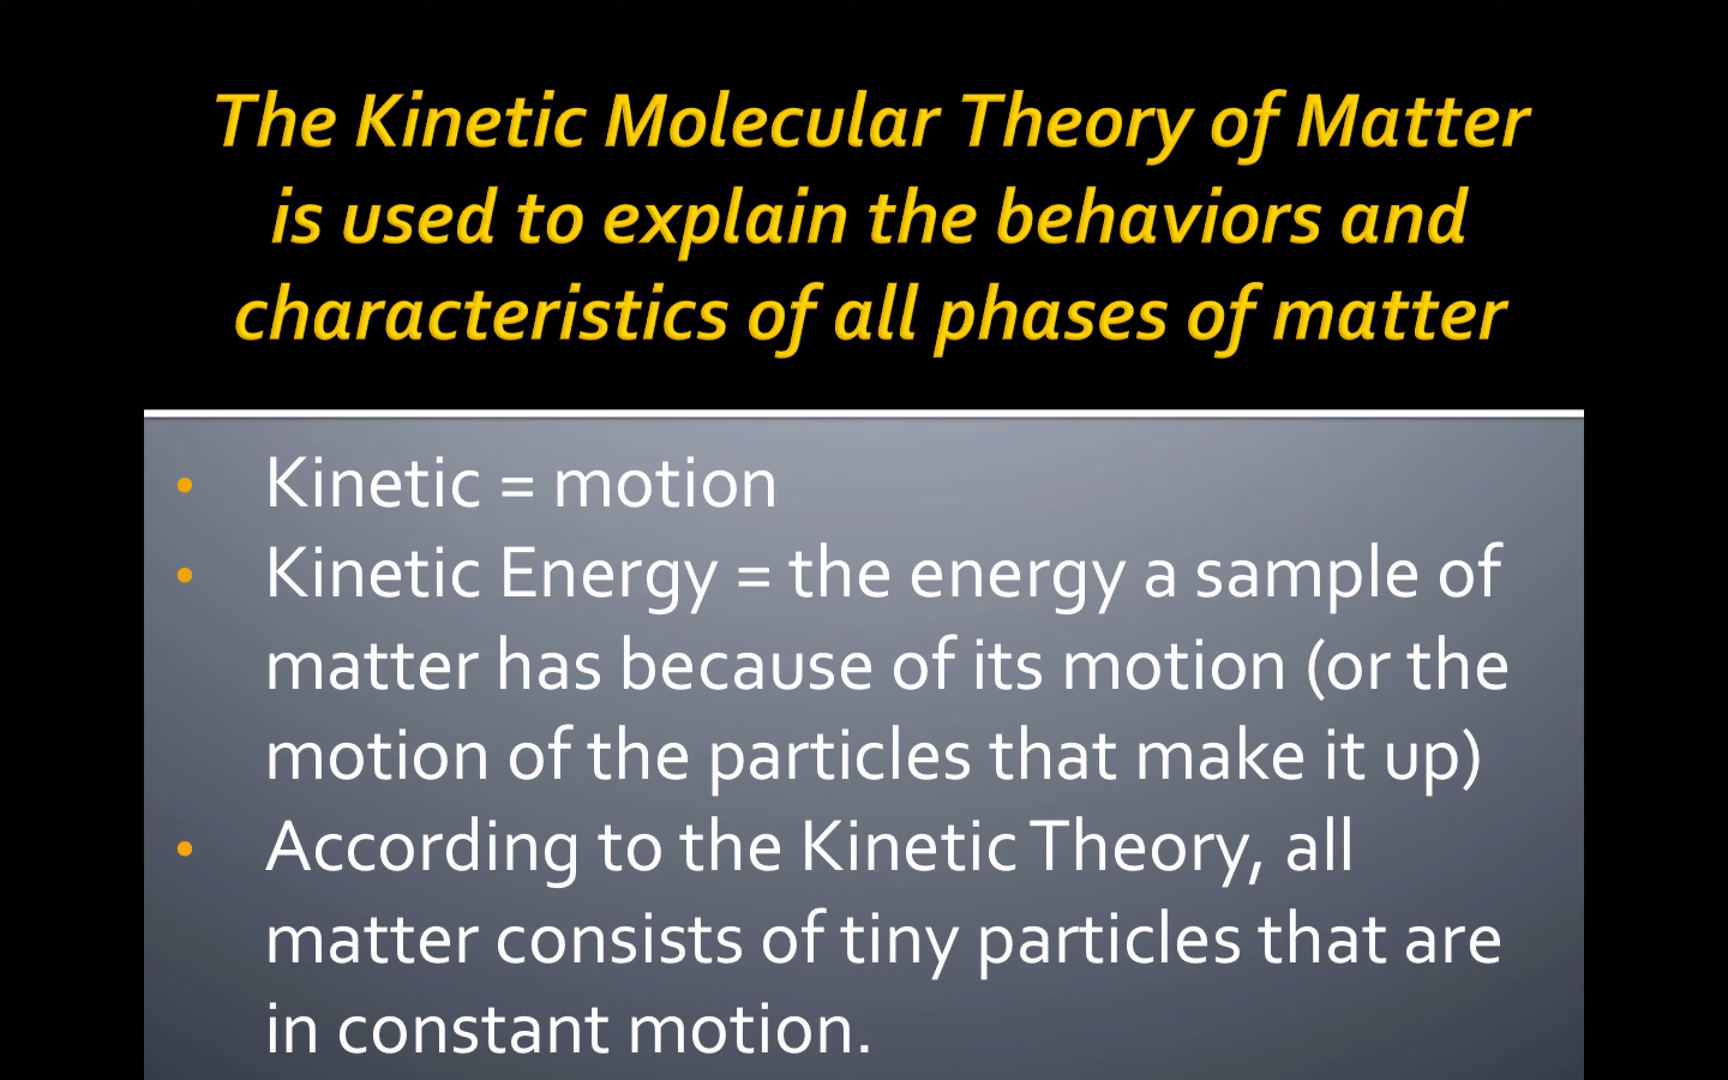 The Kinetic Molecular Theory of Matter
is used to explain the behaviors and
characteristics of all phases of matter
• Kinetic = motion
• Kinetic Energy = the energy a sample of
matter has because of its motion (or the
motion of the particles that make it up)
• According to the Kinetic Theory, all
matter consists of tiny particles that are
in constant motion.